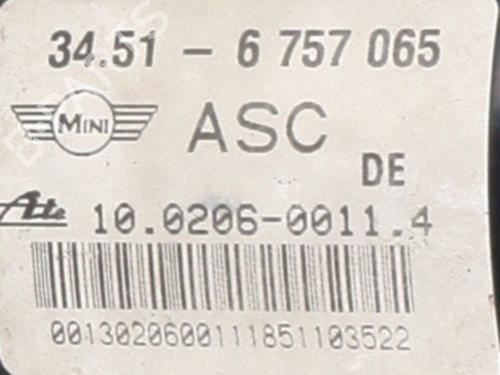 34.51 - 6 757 065
MINI
ASC
DE
Ate 10.0206-0011.4
0013020600111851103522